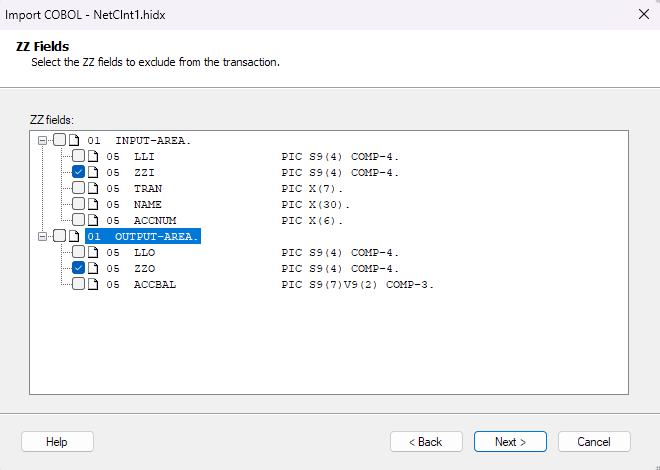 Import COBOL - NetCInt1.hidx
ZZ Fields
Select the ZZ fields to exclude from the transaction.
ZZ fields:
01 INPUT-AREA.
05 LLI PIC S9(4) COMP-4.
05 ZZI PIC S9(4) COMP-4.
05 TRAN PIC X(7).
05 NAME PIC X(30).
05 ACCNUM PIC X(6).
01 OUTPUT-AREA.
05 LLO PIC S9(4) COMP-4.
05 ZZO PIC S9(4) COMP-4.
05 ACCBAL PIC S9(7)V9(2) COMP-3.
Help < Back Next > Cancel